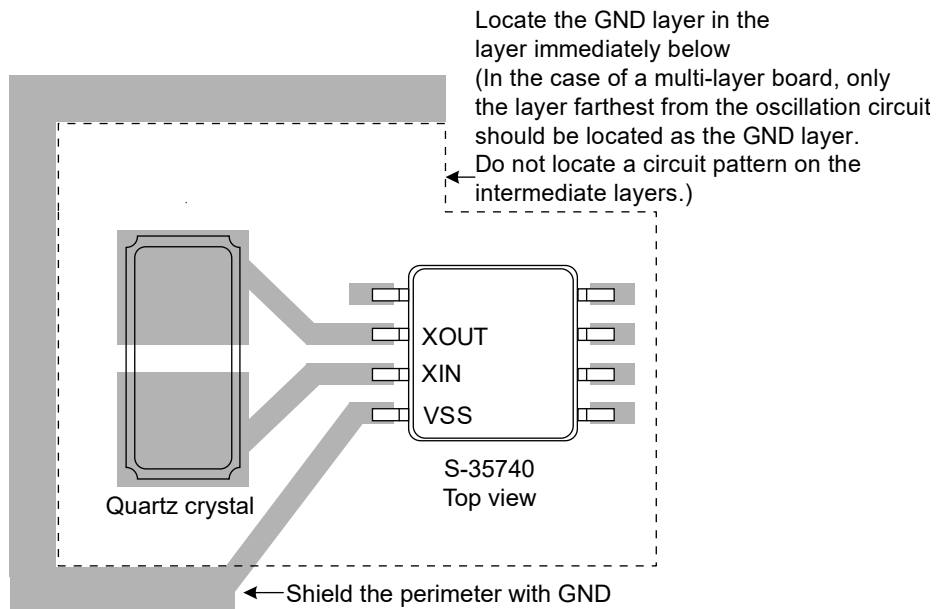 Locate the GND layer in the
layer immediately below
(In the case of a multi-layer board, only
the layer farthest from the oscillation circuit
should be located as the GND layer.
Do not locate a circuit pattern on the
intermediate layers.)
XOUT
XIN
VSS
S-35740
Top view
Quartz crystal
Shield the perimeter with GND